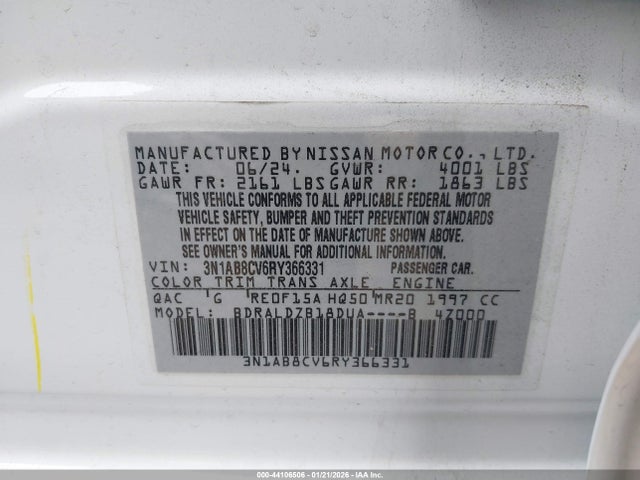 MANUFACTURED BY NISSAN MOTOR CO., LTD.
DATE: 06/24. GVWR: 4001 LBS
GAWR FR: 2161 LBS GAWR RR: 1863 LBS
THIS VEHICLE CONFORMS TO ALL APPLICABLE FEDERAL MOTOR
VEHICLE SAFETY, BUMPER AND THEFT PREVENTION STANDARDS
IN EFFECT ON THE DATE OF MANUFACTURE SHOWN ABOVE.
SEE OWNER'S MANUAL FOR ADDITIONAL INFORMATION.
VIN: 3N1AB8CV6RY366331 PASSENGER CAR.
COLOR TRIM TRANS AXLE ENGINE
QAC G RE0F15A HQ50 MR20 1997 CC
MODEL: BDRALDZB18DUA----B 4Z000
3N1AB8CV6RY366331
000-44106506 - 01/21/2026 - IAA Inc.